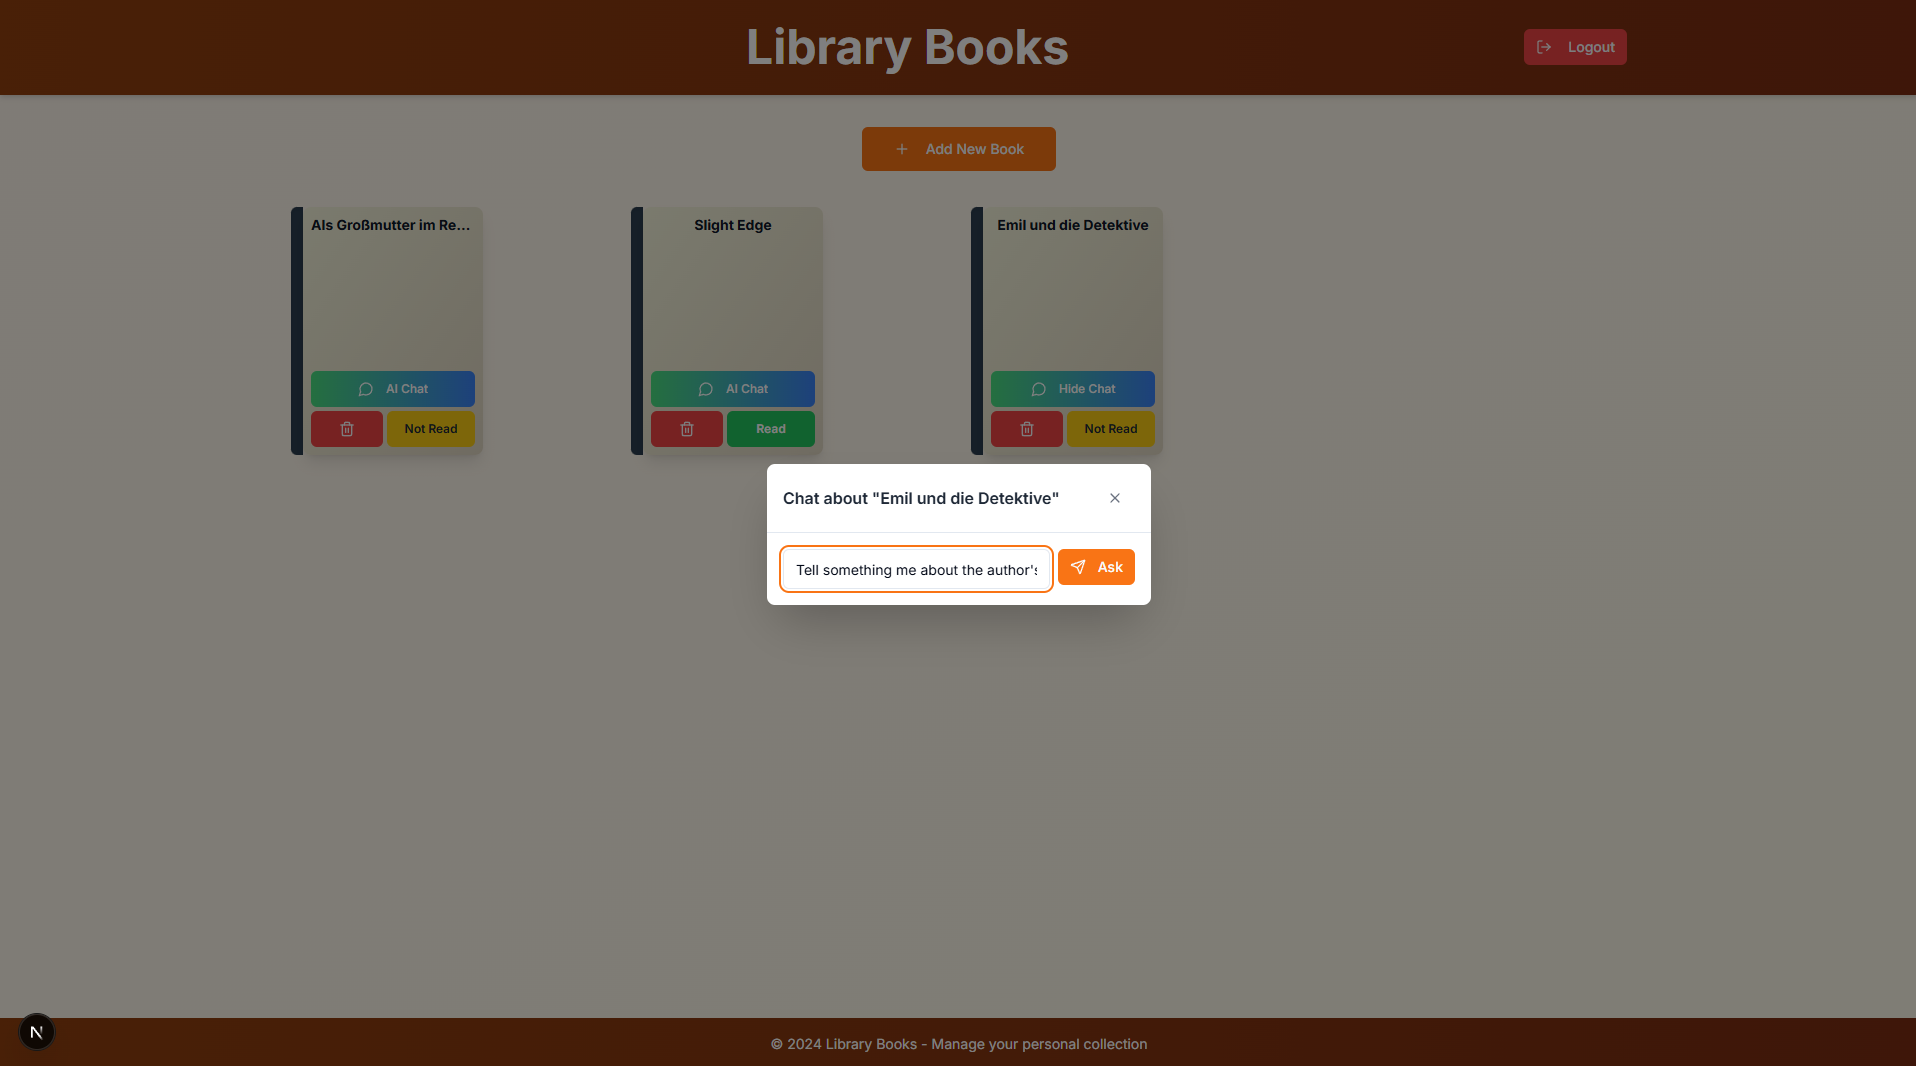 Library Books
Logout
Add New Book
Als Großmutter im Re...
Slight Edge
Emil und die Detektive
AI Chat
AI Chat
Hide Chat
Not Read
Read
Not Read
Chat about "Emil und die Detektive"
Tell something me about the author's
Ask
N
© 2024 Library Books - Manage your personal collection